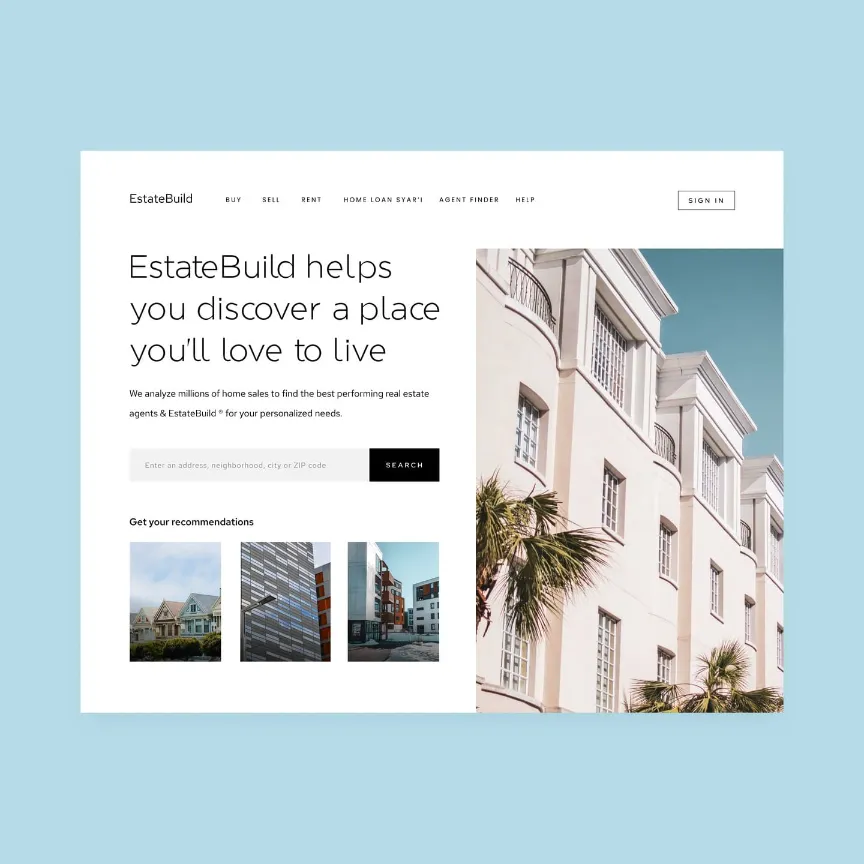 EstateBuild BUY SELL RENT HOME LOAN SYAR'I AGENT FINDER HELP SIGN IN
EstateBuild helps
you discover a place
you'll love to live
We analyze millions of home sales to find the best performing real estate
agents & EstateBuild ® for your personalized needs.
Enter an address, neighborhood, city or ZIP code SEARCH
Get your recommendations